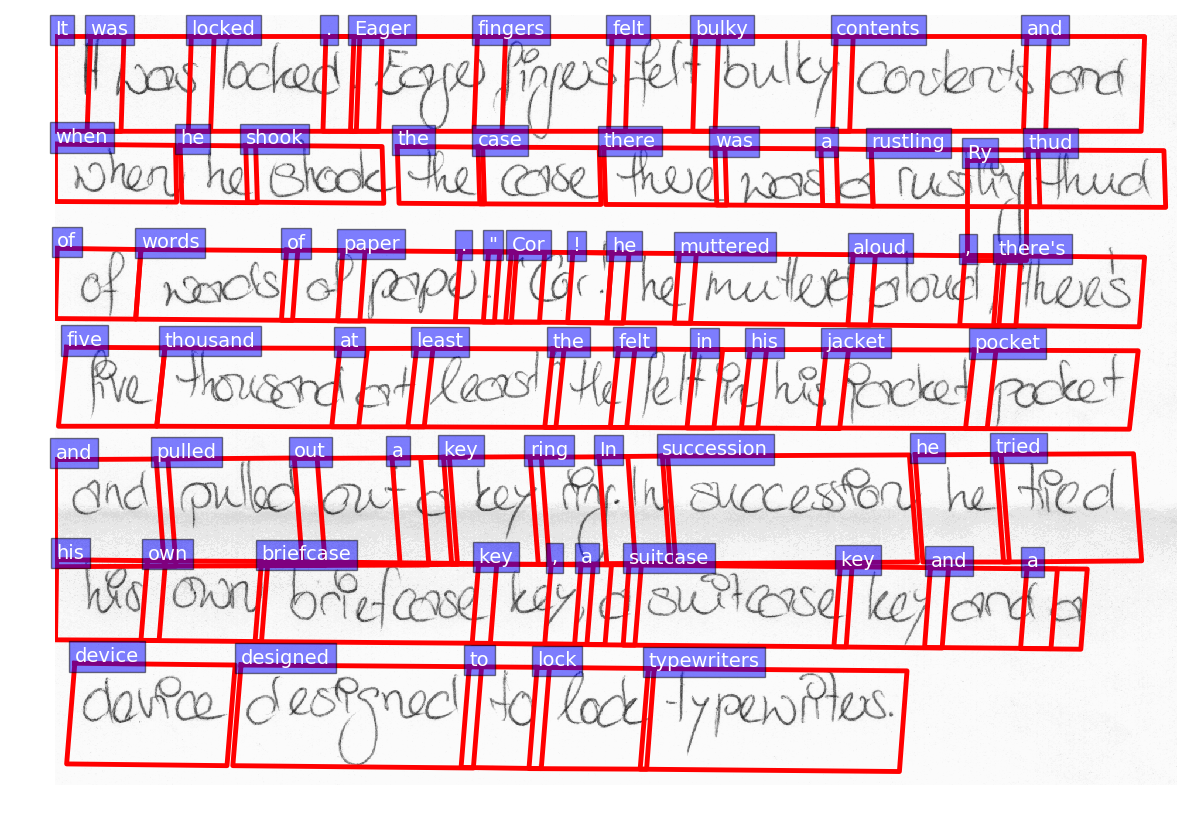 It was locked . Eager fingers felt bulky contents and
It was locked. Eager fingers felt bulky contents and
when he shook the case there was a rustling Ry thud
when he shook the case there was a rustling thud
of words of paper . " Cor ! he muttered aloud , there's
of words of paper. "Cor! he muttered aloud, there's
five thousand at least the felt in his jacket pocket
five thousand at least the felt in his jacket pocket
and pulled out a key ring In succession he tried
and pulled out a key ring. In succession he tried
his own briefcase key , a suitcase key and a
his own briefcase key, a suitcase key and a
device designed to lock typewriters
device designed to lock typewriters.